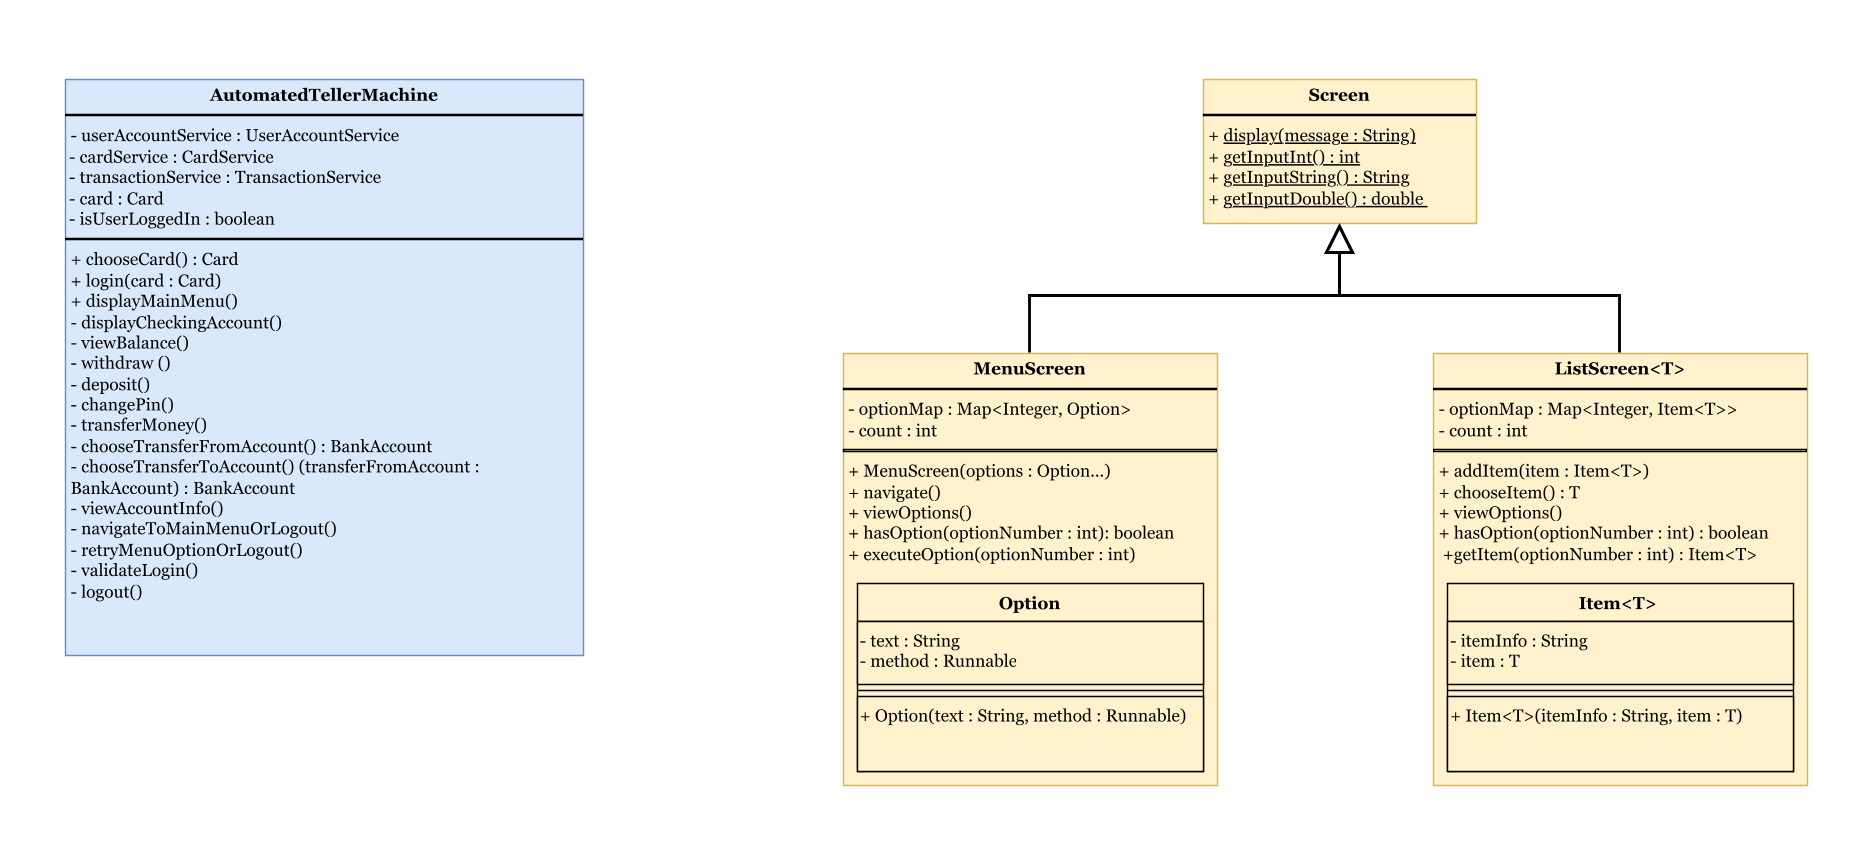 AutomatedTellerMachine
- userAccountService : UserAccountService
- cardService : CardService
- transactionService : TransactionService
- card : Card
- isUserLoggedIn : boolean
+ chooseCard() : Card
+ login(card : Card)
+ displayMainMenu()
- displayCheckingAccount()
- viewBalance()
- withdraw ()
- deposit()
- changePin()
- transferMoney()
- chooseTransferFromAccount() : BankAccount
- chooseTransferToAccount() (transferFromAccount :
BankAccount) : BankAccount
- viewAccountInfo()
- navigateToMainMenuOrLogout()
- retryMenuOptionOrLogout()
- validateLogin()
- logout()
Screen
+ display(message : String)
+ getInputInt() : int
+ getInputString() : String
+ getInputDouble() : double
MenuScreen
- optionMap : Map<Integer, Option>
- count : int
+ MenuScreen(options : Option...)
+ navigate()
+ viewOptions()
+ hasOption(optionNumber : int): boolean
+ executeOption(optionNumber : int)
Option
- text : String
- method : Runnable
+ Option(text : String, method : Runnable)
ListScreen<T>
- optionMap : Map<Integer, Item<T>>
- count : int
+ addItem(item : Item<T>)
+ chooseItem() : T
+ viewOptions()
+ hasOption(optionNumber : int) : boolean
+getItem(optionNumber : int) : Item<T>
Item<T>
- itemInfo : String
- item : T
+ Item<T>(itemInfo : String, item : T)